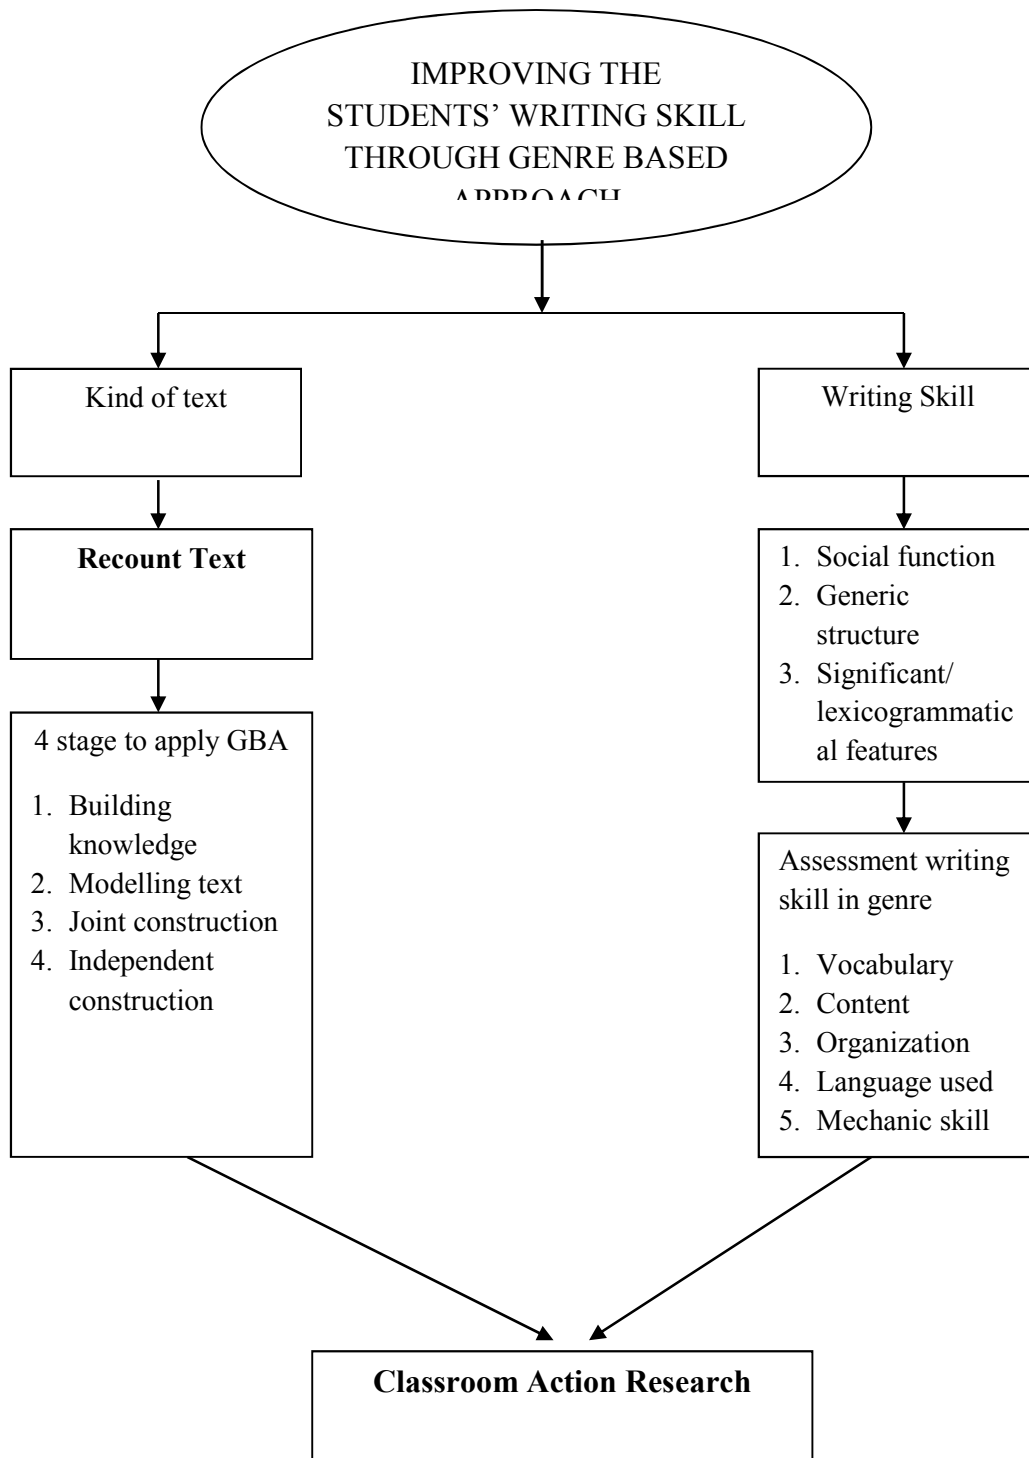 IMPROVING THE
STUDENTS’ WRITING SKILL
THROUGH GENRE BASED
APPROACH
Kind of text
Writing Skill
Recount Text
1. Social function
2. Generic
structure
3. Significant/
lexicogrammatic
al features
4 stage to apply GBA
1. Building
knowledge
2. Modelling text
3. Joint construction
4. Independent
construction
Assessment writing
skill in genre
1. Vocabulary
2. Content
3. Organization
4. Language used
5. Mechanic skill
Classroom Action Research